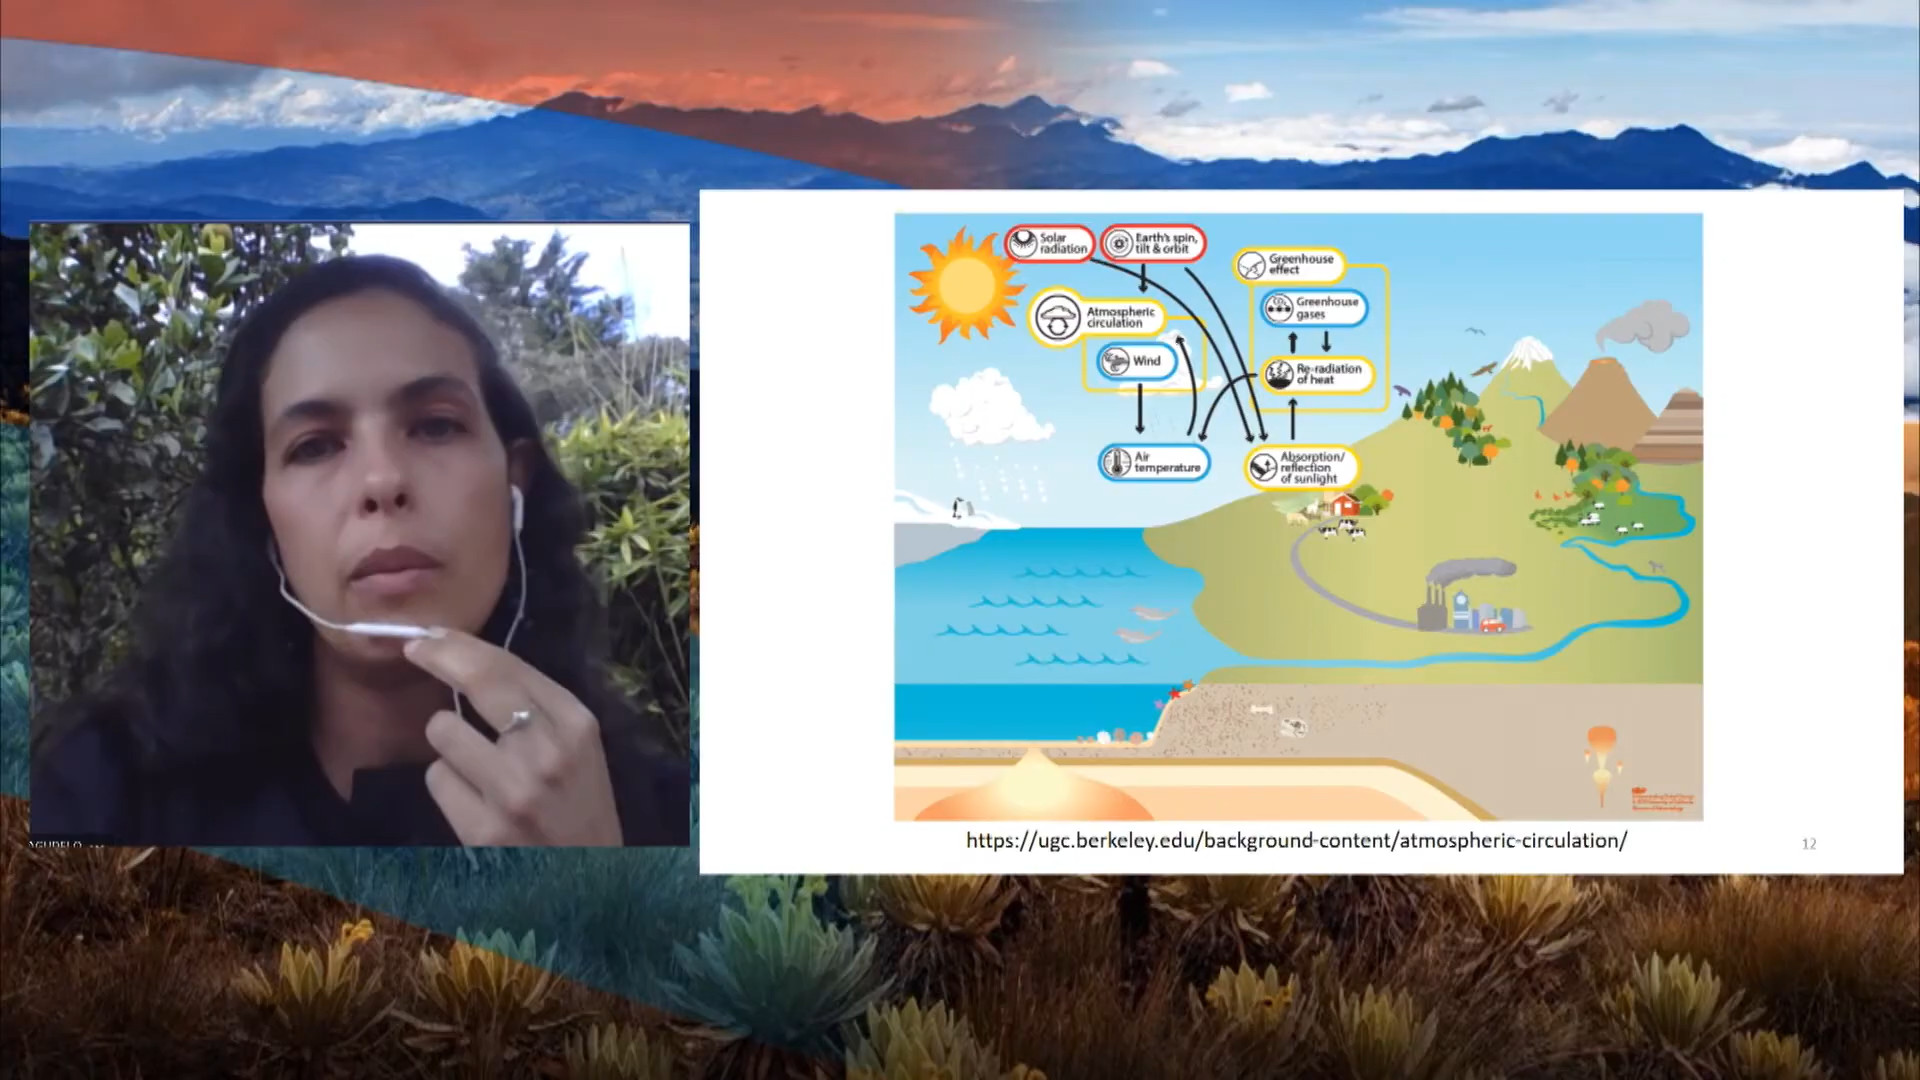 Solar
radiation
Earth's spin,
tilt & orbit
Greenhouse
effect
Greenhouse
gases
CO₂
Atmospheric
circulation
Wind
Re-radiation
of heat
Air
temperature
Absorption/
reflection
of sunlight
https://ugc.berkeley.edu/background-content/atmospheric-circulation/
12